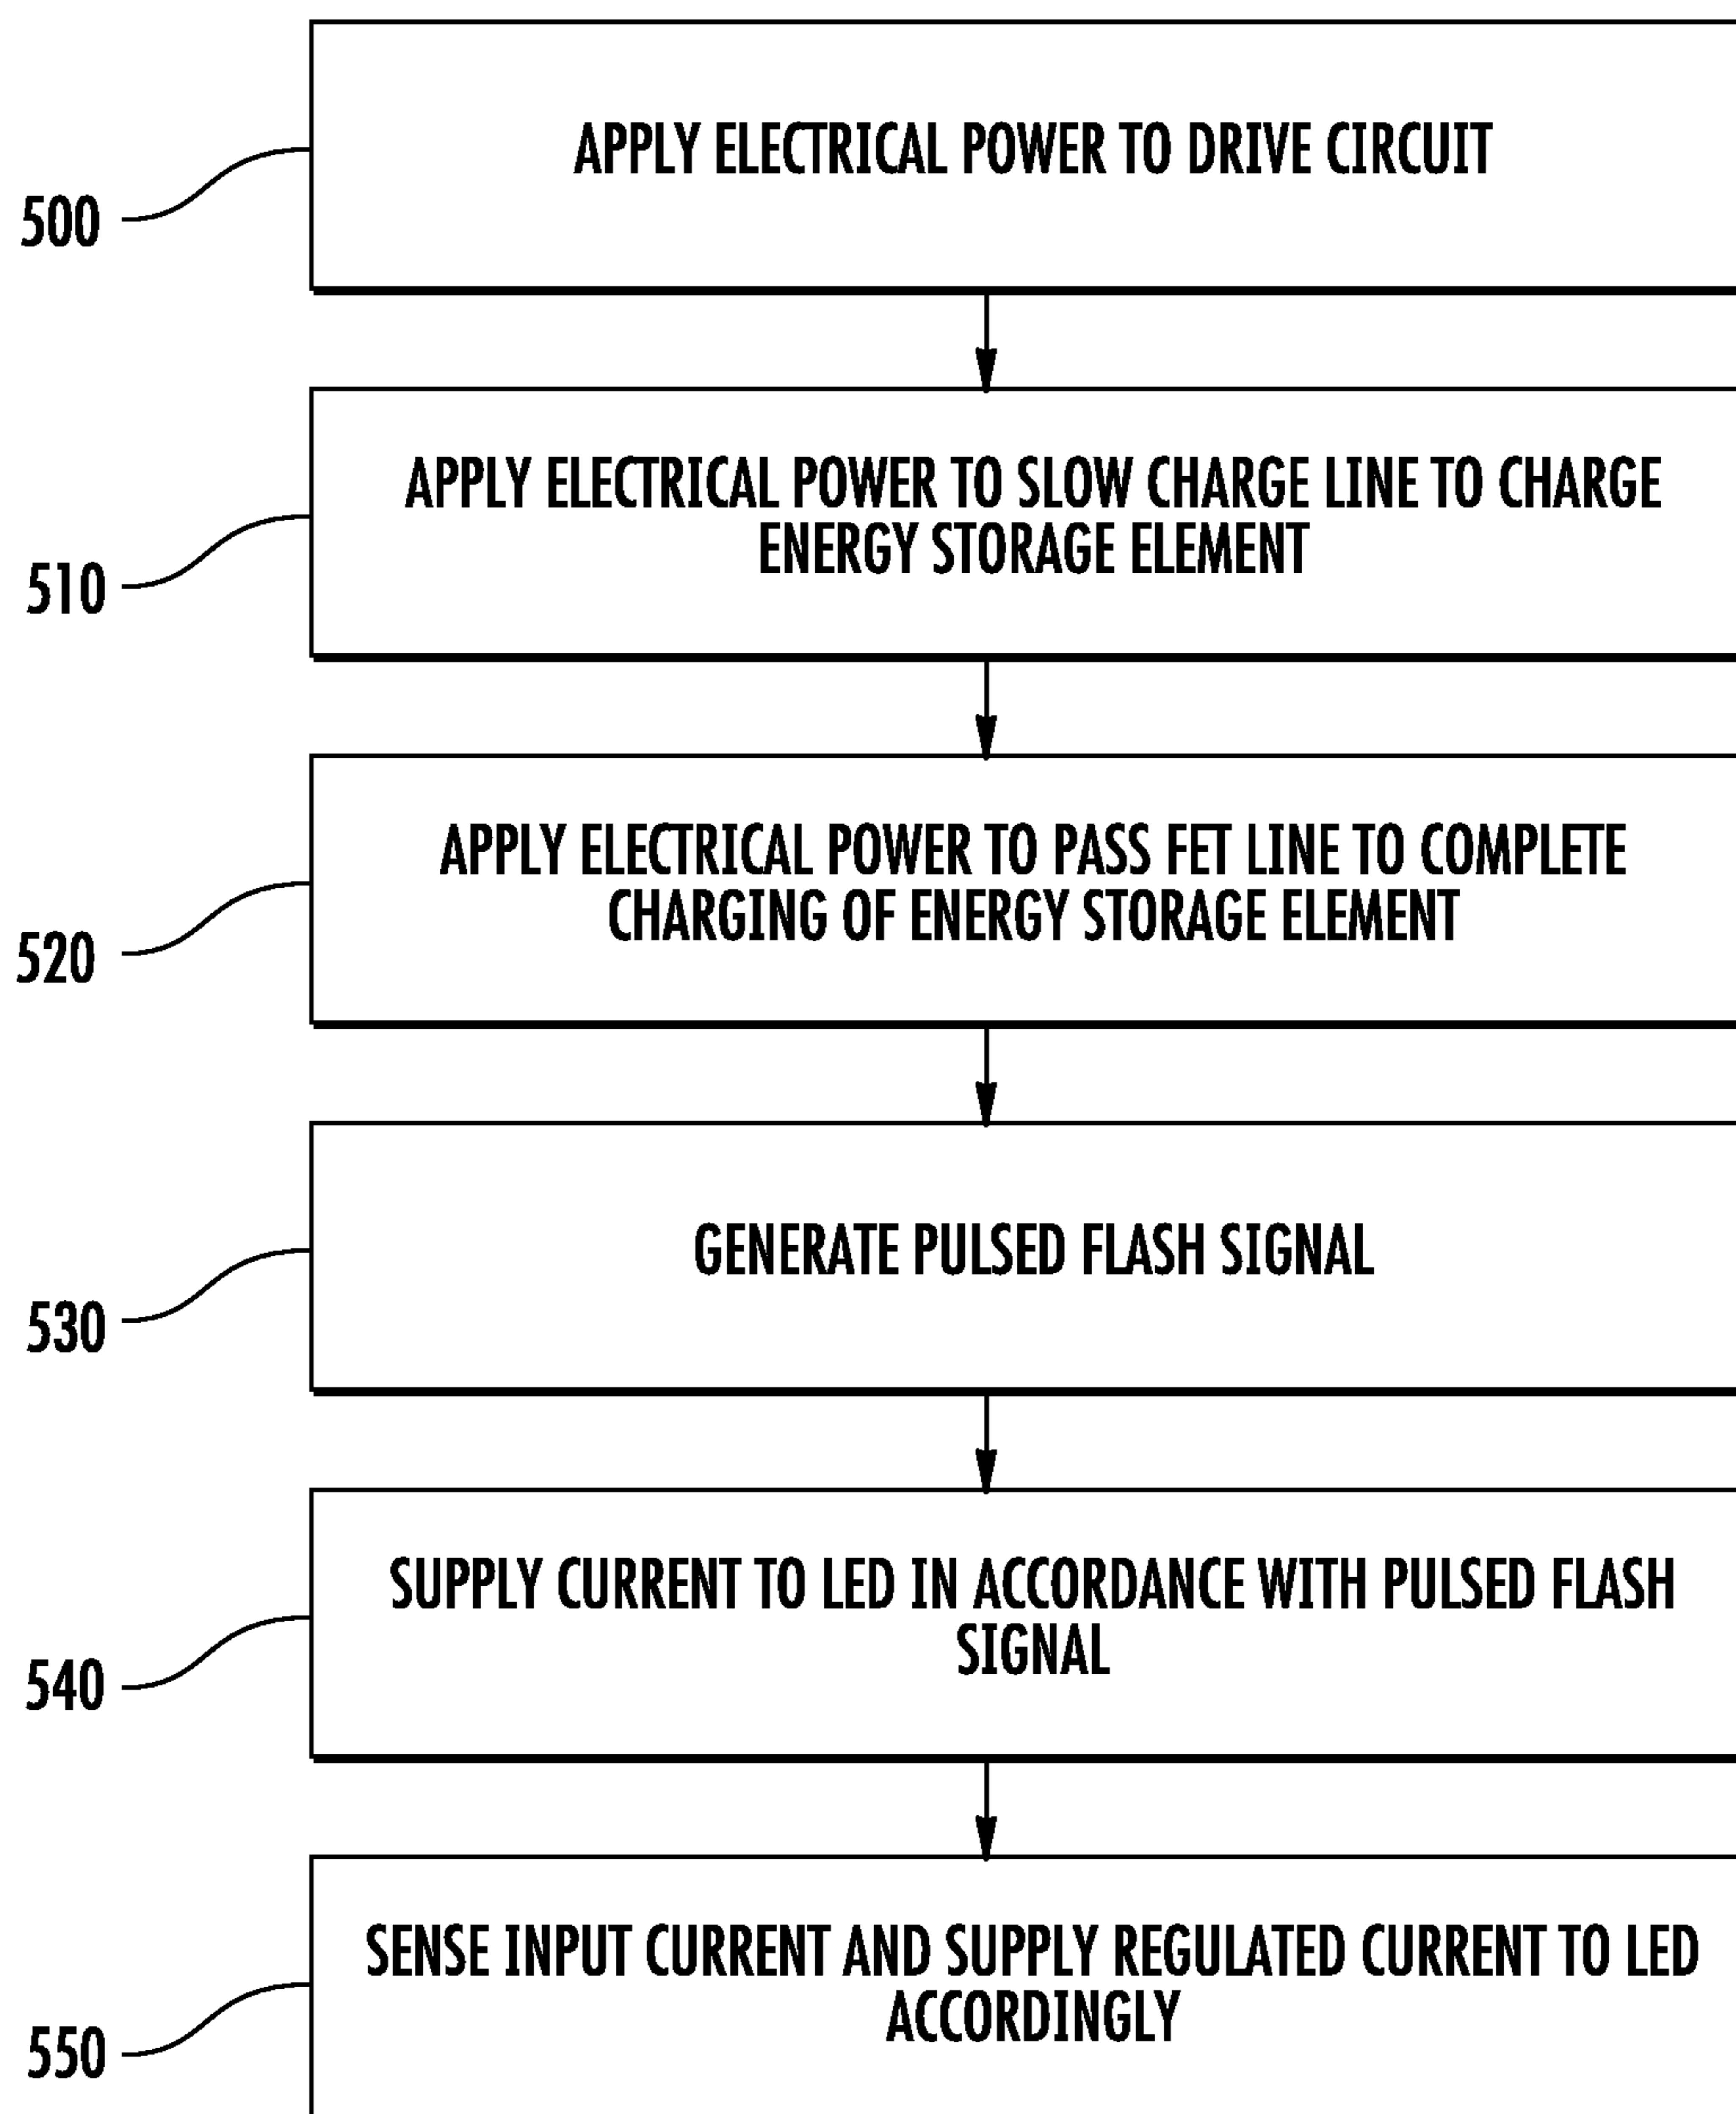 APPLY ELECTRICAL POWER TO DRIVE CIRCUIT
500
APPLY ELECTRICAL POWER TO SLOW CHARGE LINE TO CHARGE
ENERGY STORAGE ELEMENT
510
APPLY ELECTRICAL POWER TO PASS FET LINE TO COMPLETE
CHARGING OF ENERGY STORAGE ELEMENT
520
GENERATE PULSED FLASH SIGNAL
530
SUPPLY CURRENT TO LED IN ACCORDANCE WITH PULSED FLASH
SIGNAL
540
SENSE INPUT CURRENT AND SUPPLY REGULATED CURRENT TO LED
ACCORDINGLY
550